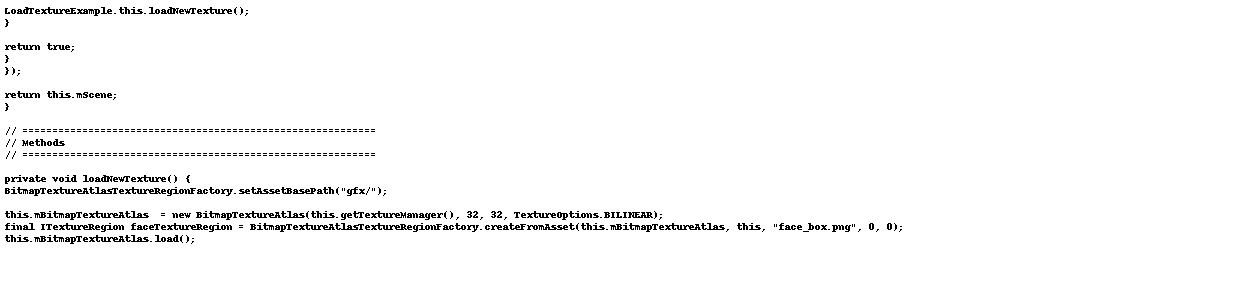 LoadTextureExample.this.loadNewTexture();
}

return true;
}
});

return this.mScene;
}

// ===========================================================
// Methods
// ===========================================================

private void loadNewTexture() {
BitmapTextureAtlasTextureRegionFactory.setAssetBasePath("gfx/");

this.mBitmapTextureAtlas  = new BitmapTextureAtlas(this.getTextureManager(), 32, 32, TextureOptions.BILINEAR);
final ITextureRegion faceTextureRegion = BitmapTextureAtlasTextureRegionFactory.createFromAsset(this.mBitmapTextureAtlas, this, "face_box.png", 0, 0);
this.mBitmapTextureAtlas.load();